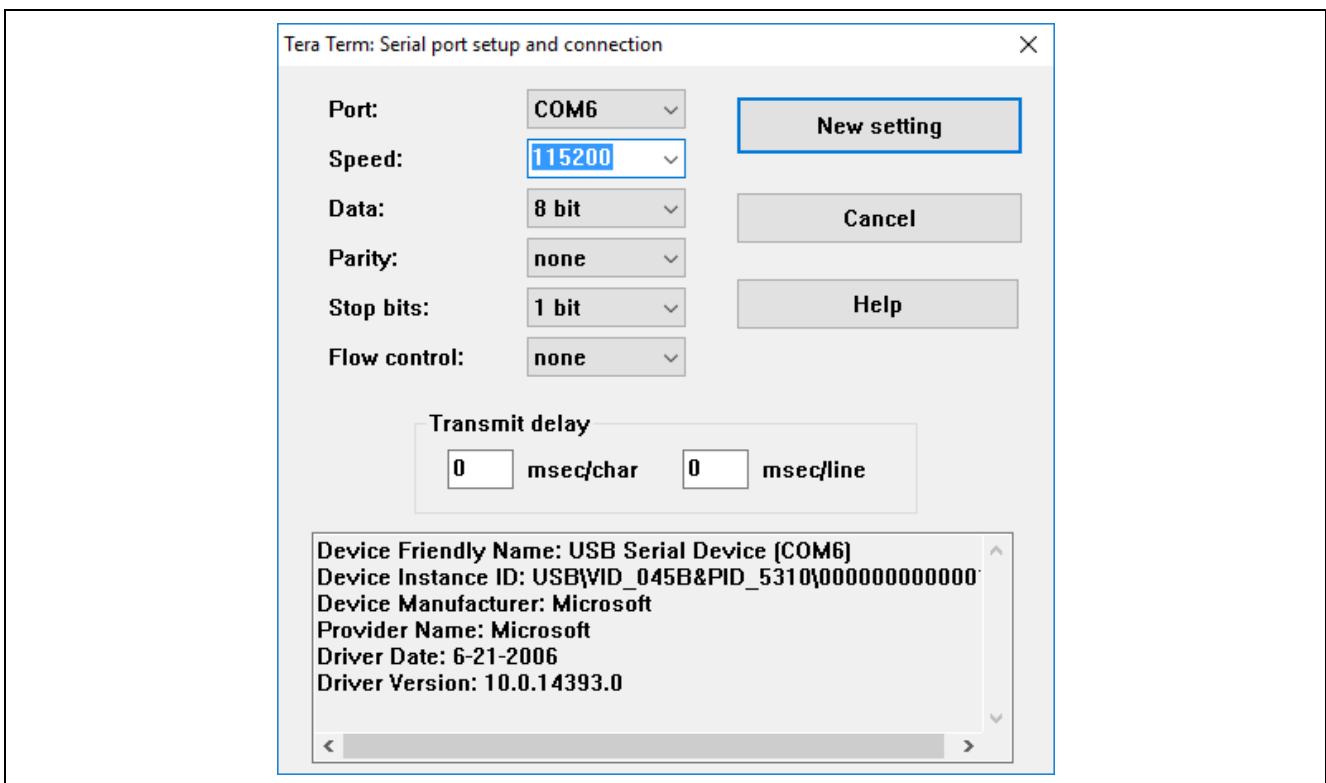 Tera Term: Serial port setup and connection
Port: COM6
New setting
Speed: 115200
Data: 8 bit
Cancel
Parity: none
Stop bits: 1 bit
Help
Flow control: none
Transmit delay
0 msec/char 0 msec/line
Device Friendly Name: USB Serial Device (COM6)
Device Instance ID: USB\VID_045B&PID_5310\000000000000
Device Manufacturer: Microsoft
Provider Name: Microsoft
Driver Date: 6-21-2006
Driver Version: 10.0.14393.0